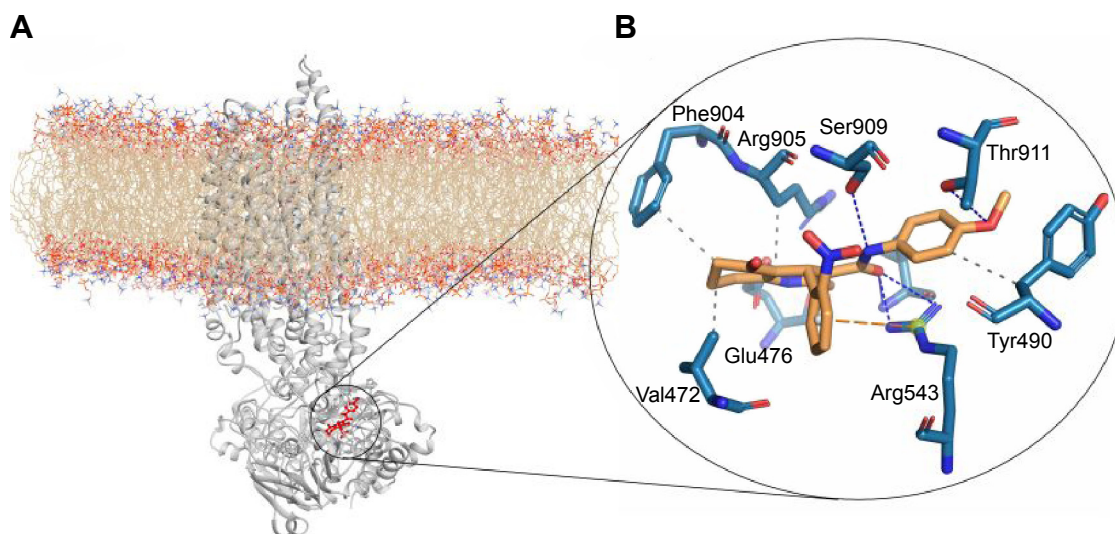 A
B
Phe904
Arg905
Ser909
Thr911
Glu476
Tyr490
Val472
Arg543